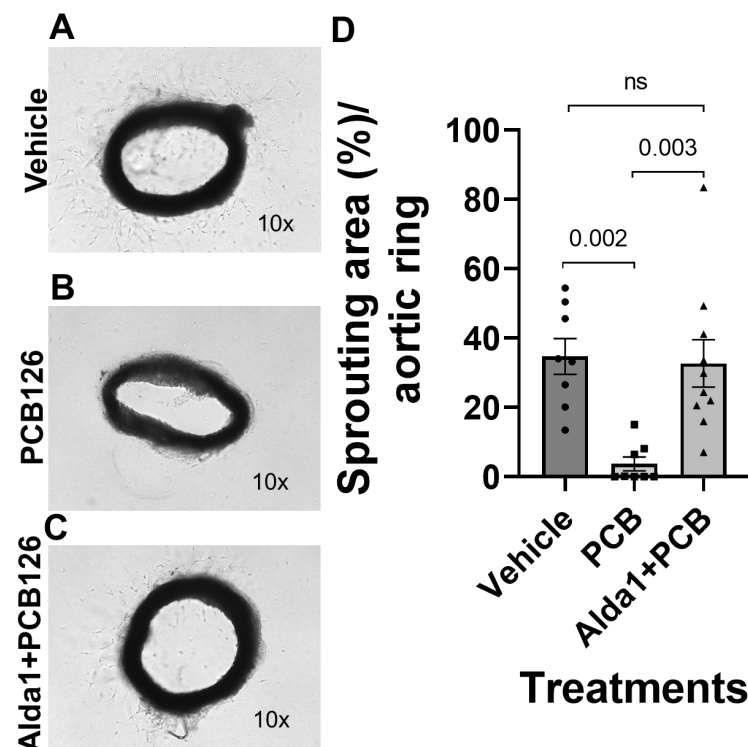 A
Vehicle
10x
B
PCB126
10x
C
Alda1+PCB126
10x
D
Sprouting area (%)/
aortic ring
100
80
60
40
20
0
ns
0.003
0.002
Vehicle
PCB
Alda1+PCB
Treatments